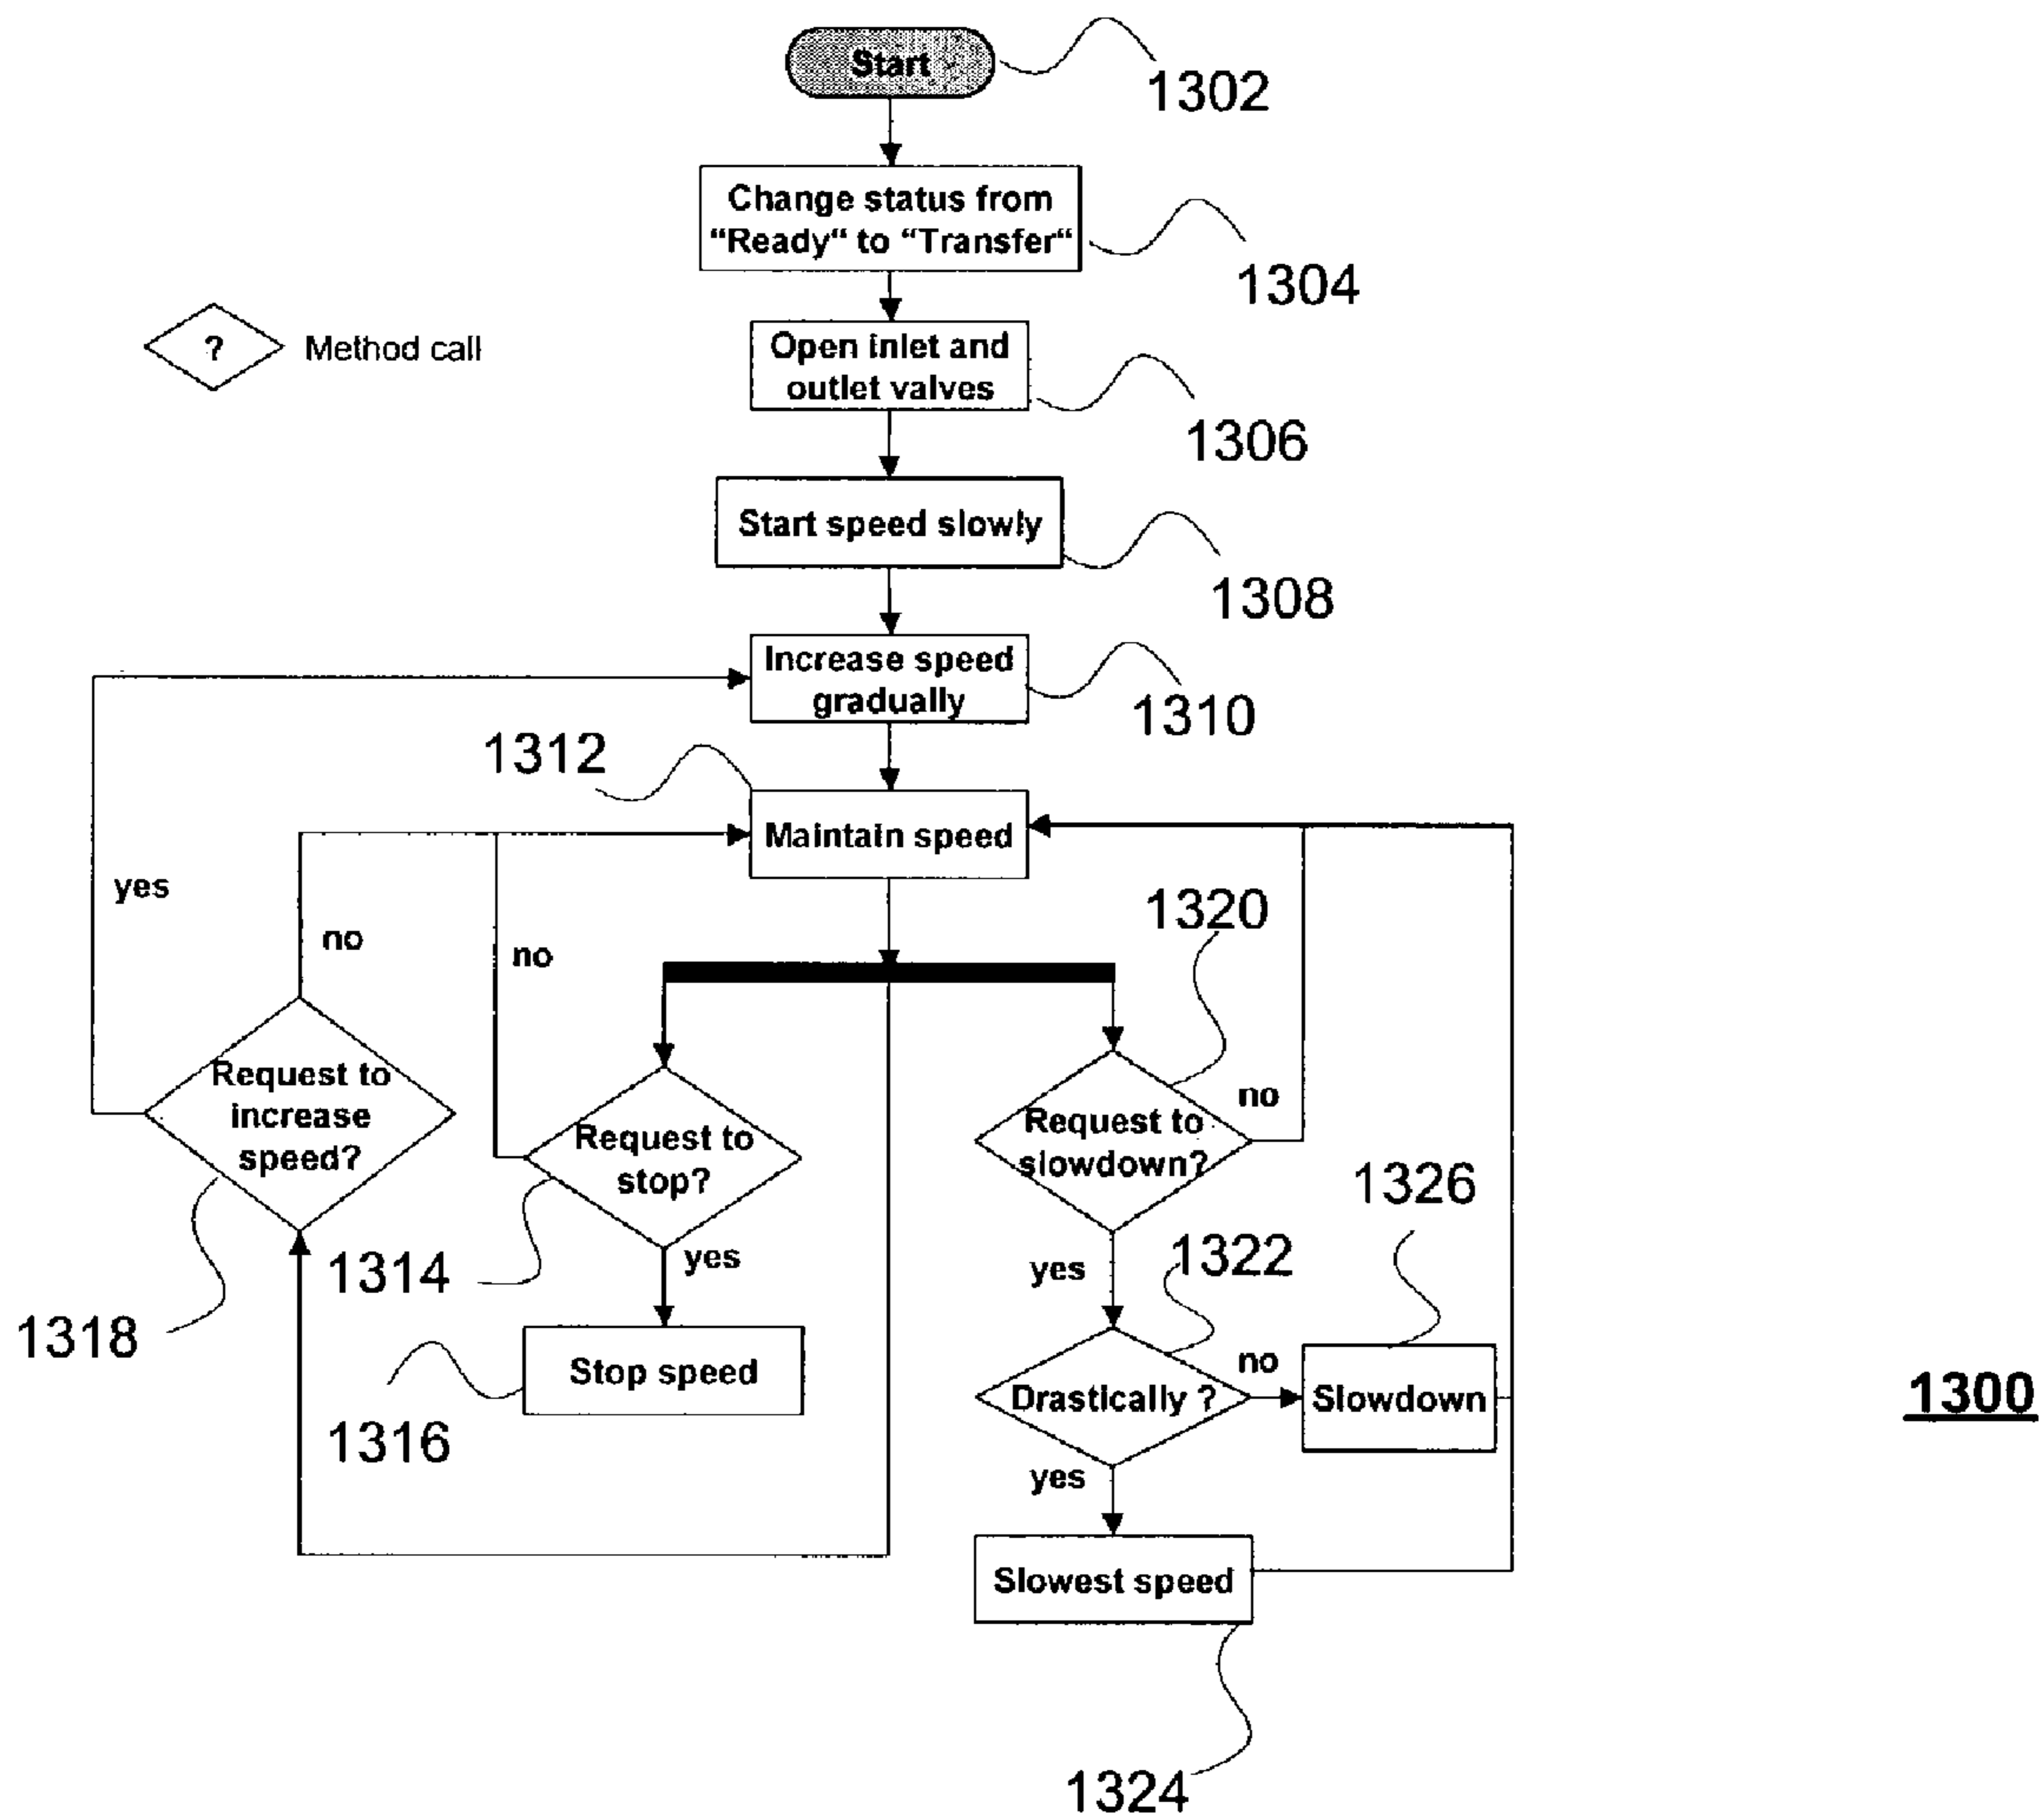 Start
1302
Change status from
“Ready“ to “Transfer“
1304
? Method call
Open inlet and
outlet valves
1306
Start speed slowly
1308
Increase speed
gradually
1310
1312
Maintain speed
yes
no
no
1320
Request to
increase
speed?
Request to
stop?
Request to
slowdown?
no
1326
1318
1314
yes
yes
1322
Stop speed
1316
Drastically ?
no
Slowdown
1300
yes
Slowest speed
1324